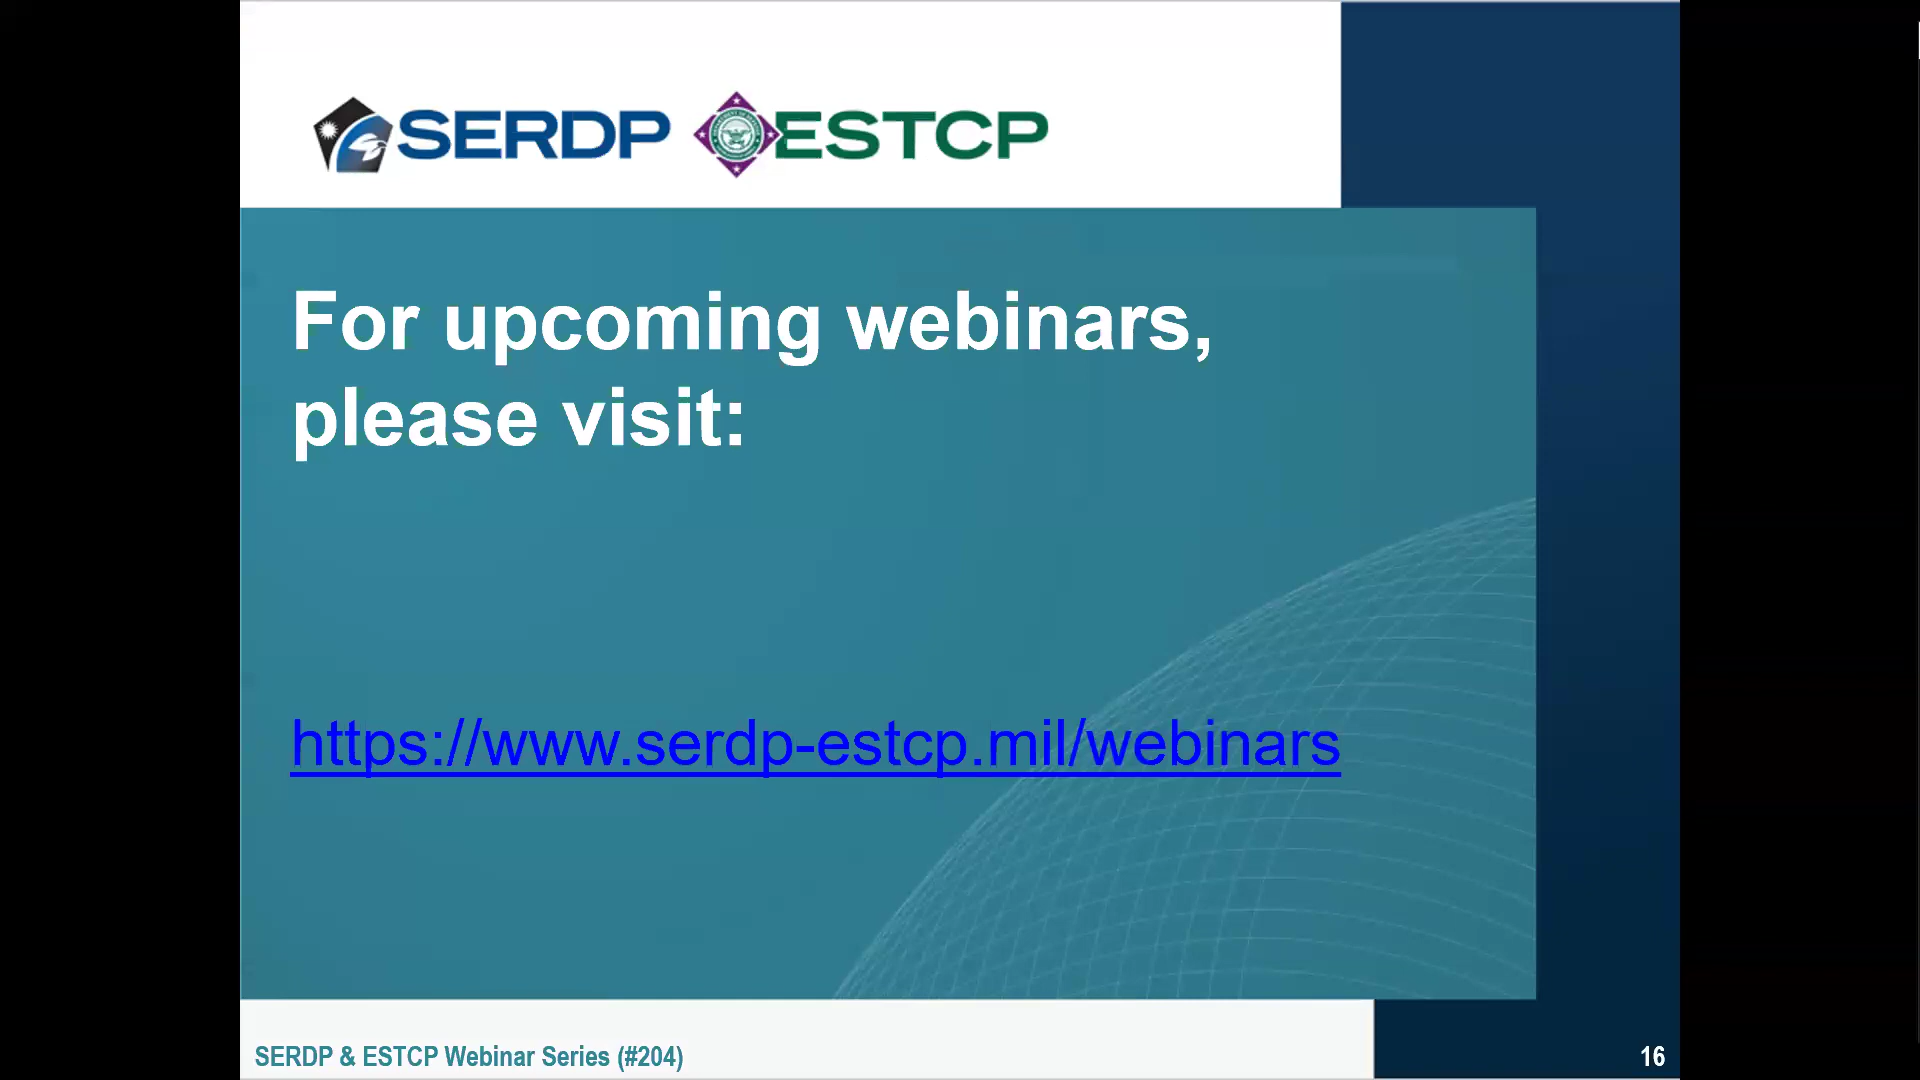 SERDP ESTCP
For upcoming webinars,
please visit:
https://www.serdp-estcp.mil/webinars
SERDP & ESTCP Webinar Series (#204)
16